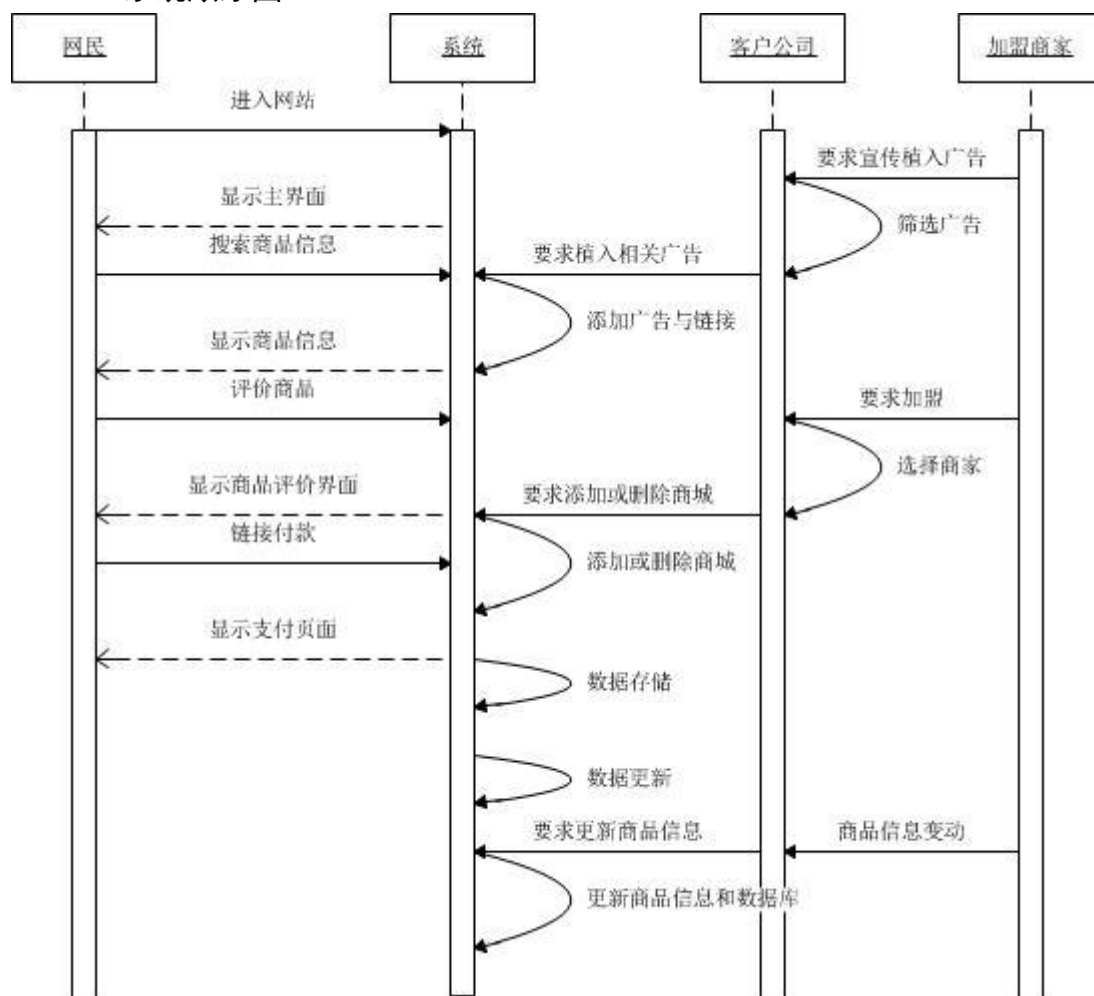 网民
系统
客户公司
加盟商家
进入网站
要求宣传植入广告
显示主界面
筛选广告
搜索商品信息
要求植入相关广告
添加广告与链接
显示商品信息
评价商品
要求加盟
选择商家
显示商品评价界面
要求添加或删除商城
链接付款
添加或删除商城
显示支付页面
数据存储
数据更新
要求更新商品信息
商品信息变动
更新商品信息和数据库